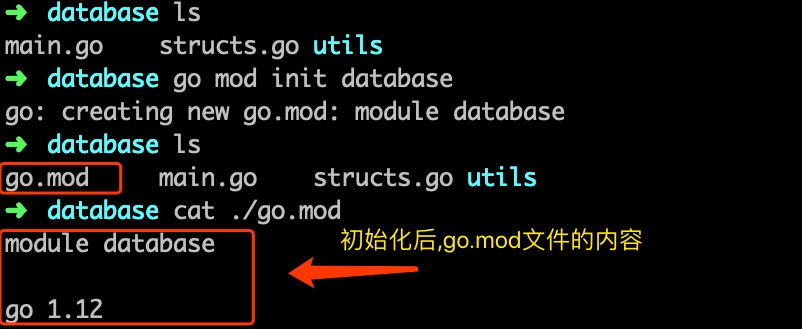 ➜ database ls
main.go structs.go utils
➜ database go mod init database
go: creating new go.mod: module database
➜ database ls
go.mod main.go structs.go utils
➜ database cat ./go.mod
module database
初始化后,go.mod文件的内容
go 1.12